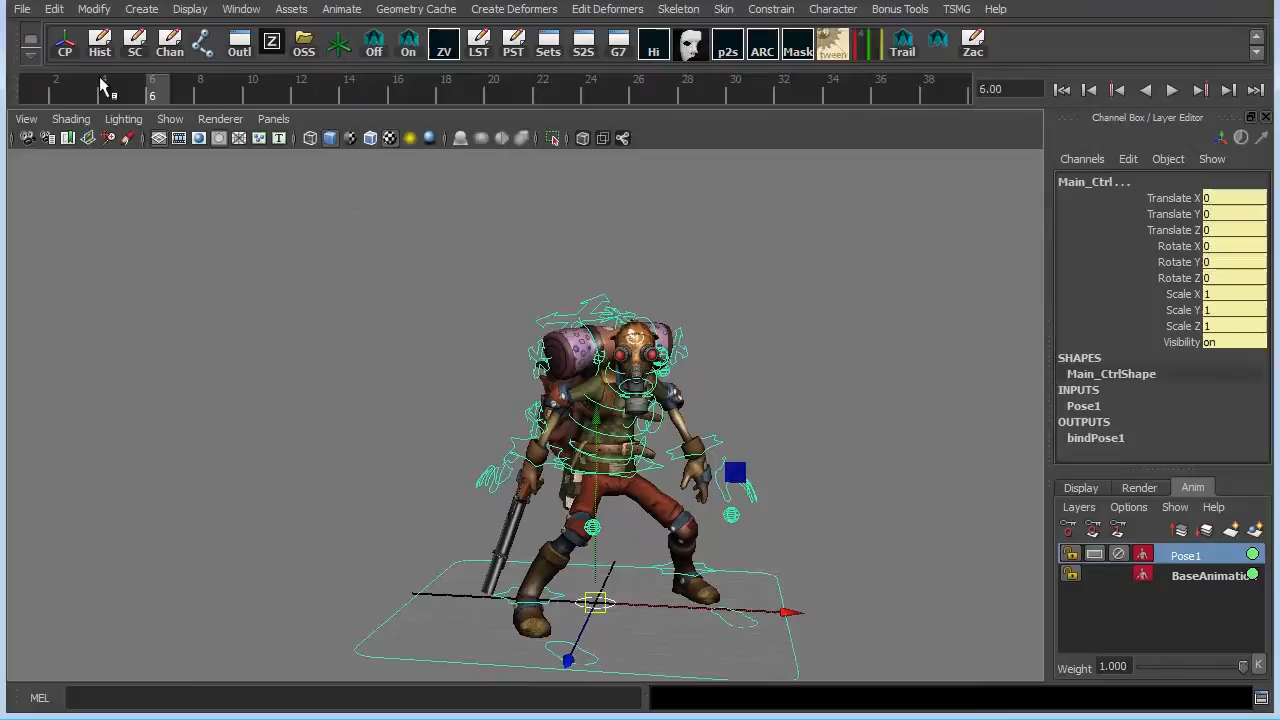 File Edit Modify Create Display Window Assets Animate Geometry Cache Create Deformers Edit Deformers Skeleton Skin Constrain Character Bonus Tools TSMG Help
CP Hist SC Chan Outl Z OSS Off On ZV LST PST Sets S2S G7 Hi p2s ARC Mask tween Trail Zac
2 4 6 8 10 12 14 16 18 20 22 24 26 28 30 32 34 36 38
6
6.00
View Shading Lighting Show Renderer Panels
Channel Box / Layer Editor
Channels Edit Object Show
Main_Ctrl...
Translate X 0
Translate Y 0
Translate Z 0
Rotate X 0
Rotate Y 0
Rotate Z 0
Scale X 1
Scale Y 1
Scale Z 1
Visibility on
SHAPES
Main_CtrlShape
INPUTS
Pose1
OUTPUTS
bindPose1
Display Render Anim
Layers Options Show Help
Pose1
BaseAnimatio
Weight 1.000 K
MEL